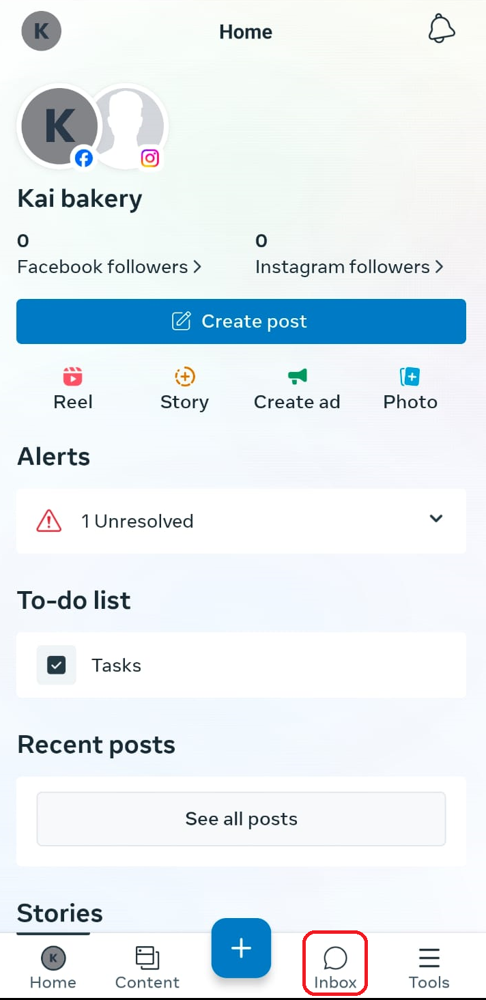 K
Home
K
Kai bakery
0
0
Facebook followers
Instagram followers
Create post
Reel
Story
Create ad
Photo
Alerts
1 Unresolved
To-do list
Tasks
Recent posts
See all posts
Stories
K
Home
Content
Inbox
Tools